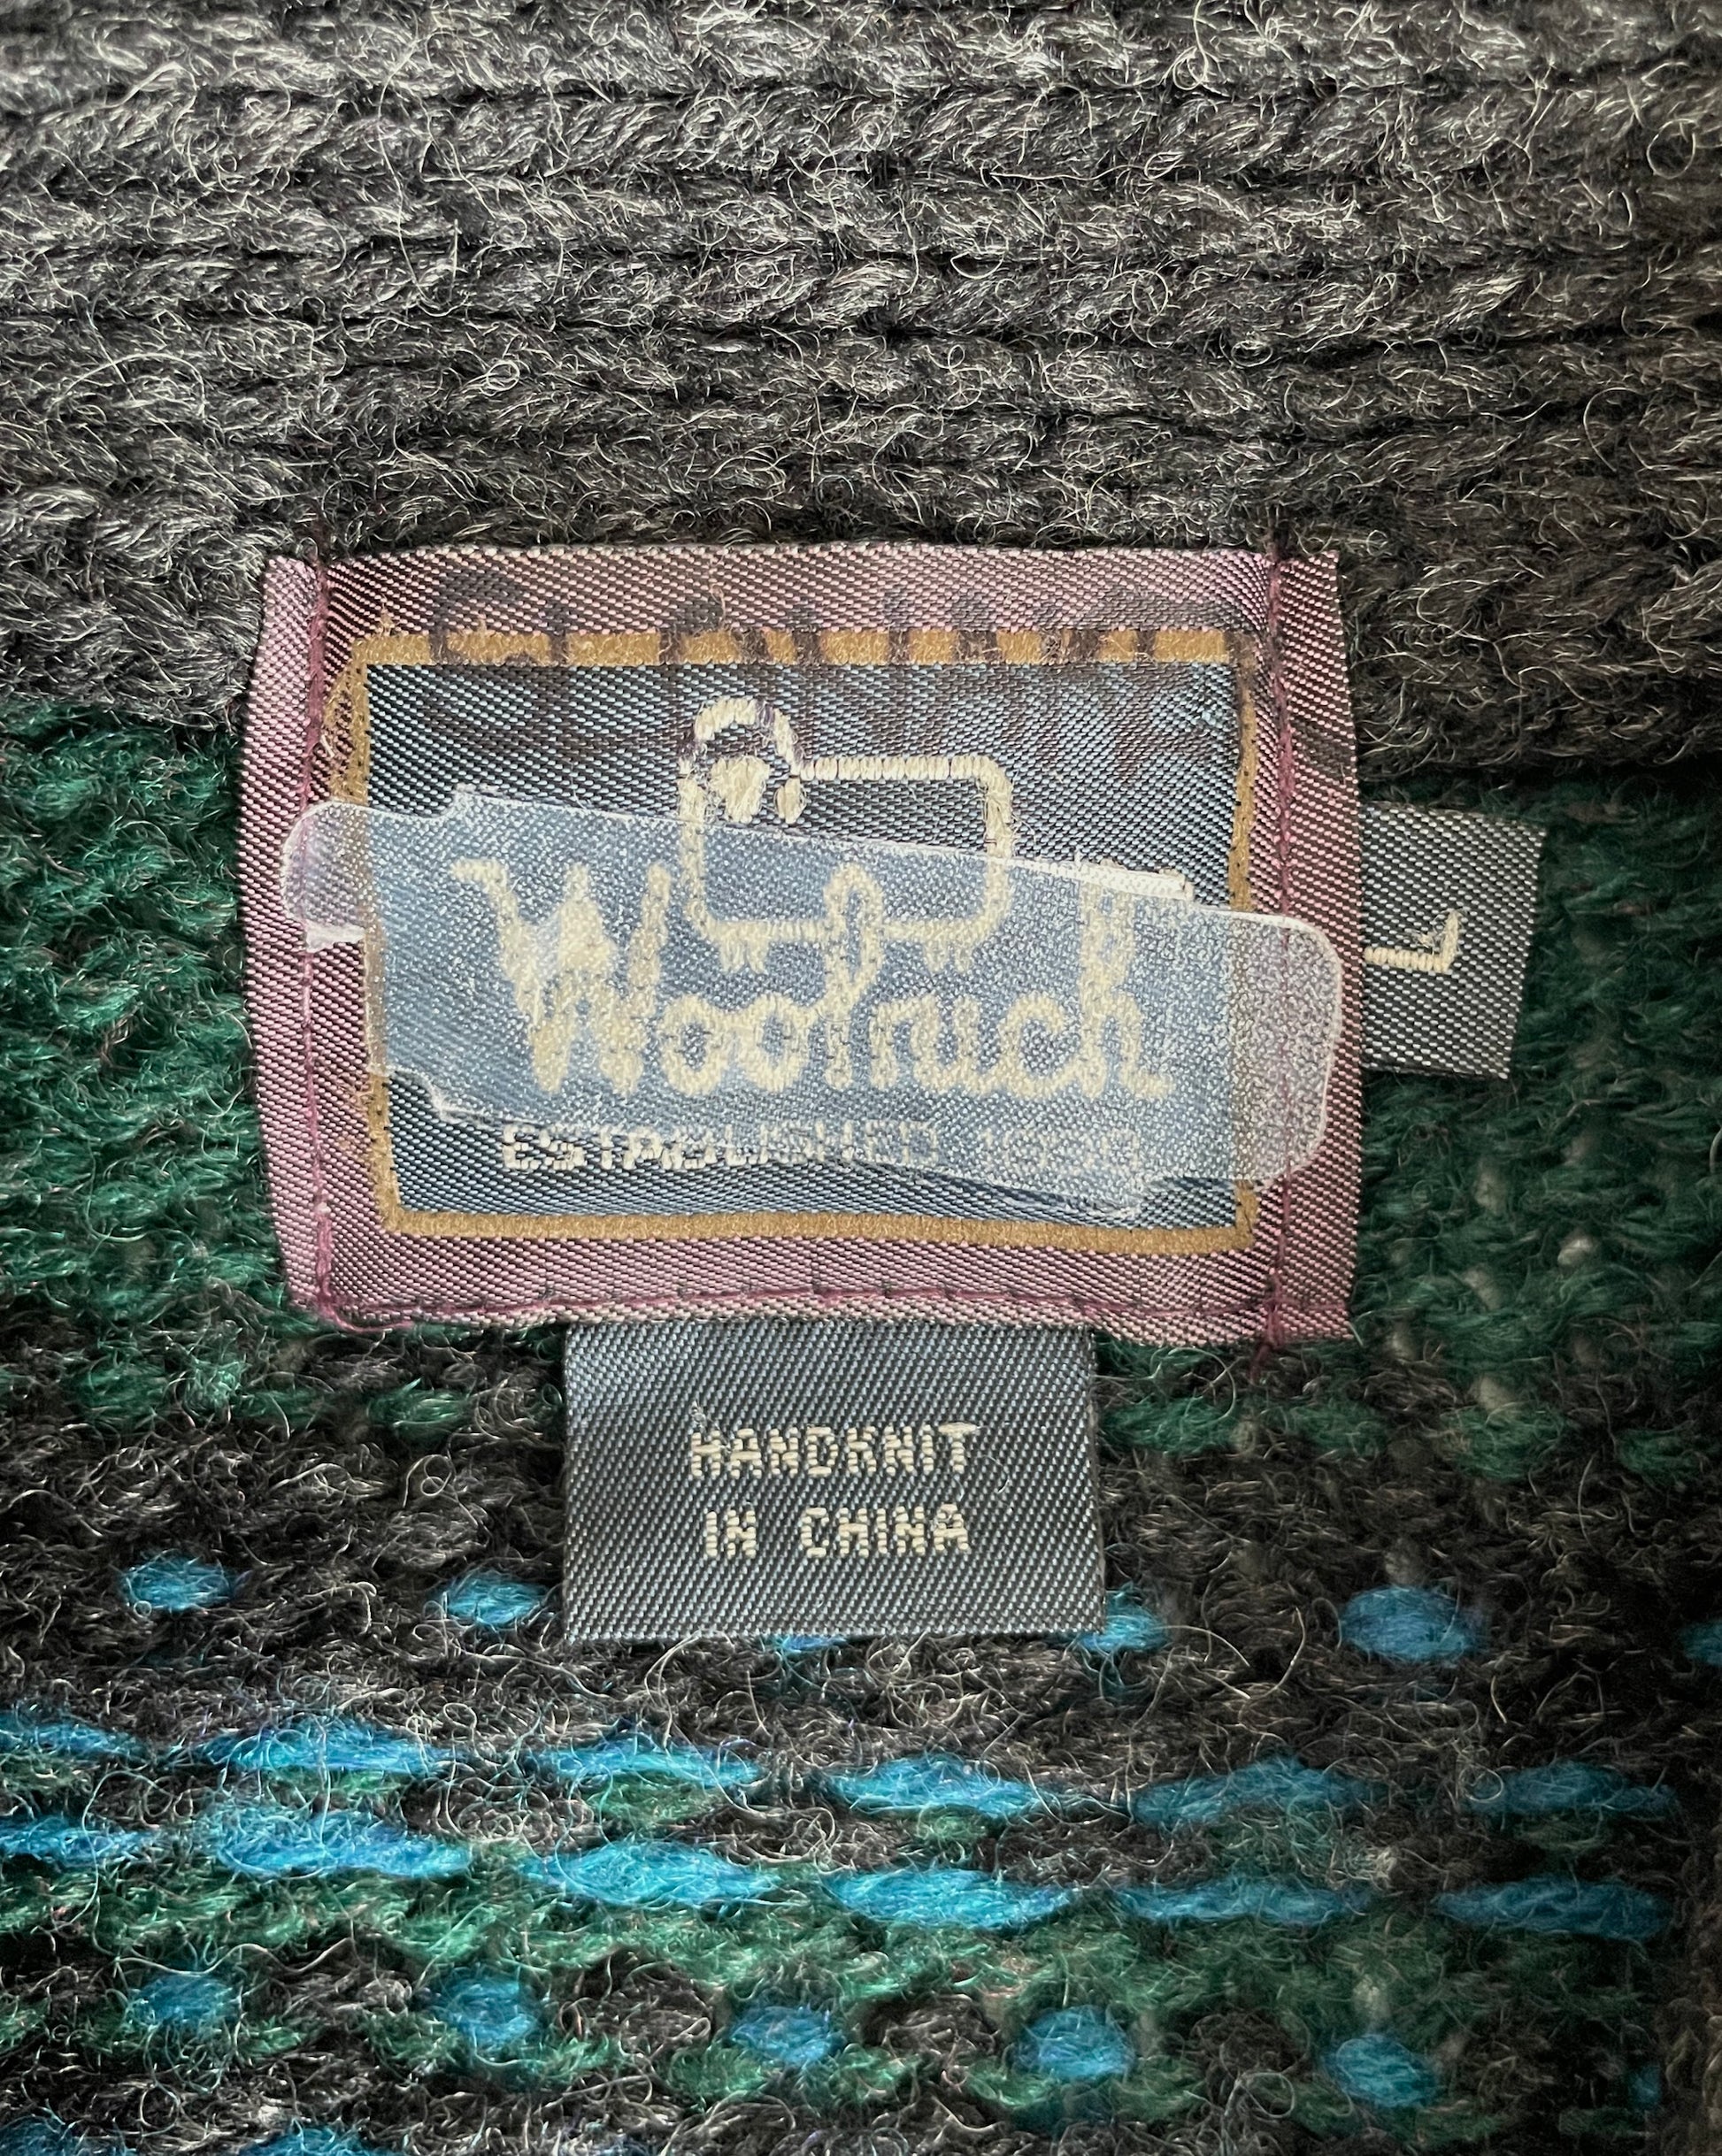 Woolrich
ESTABLISHED 1830
L
HANDKNIT
IN CHINA